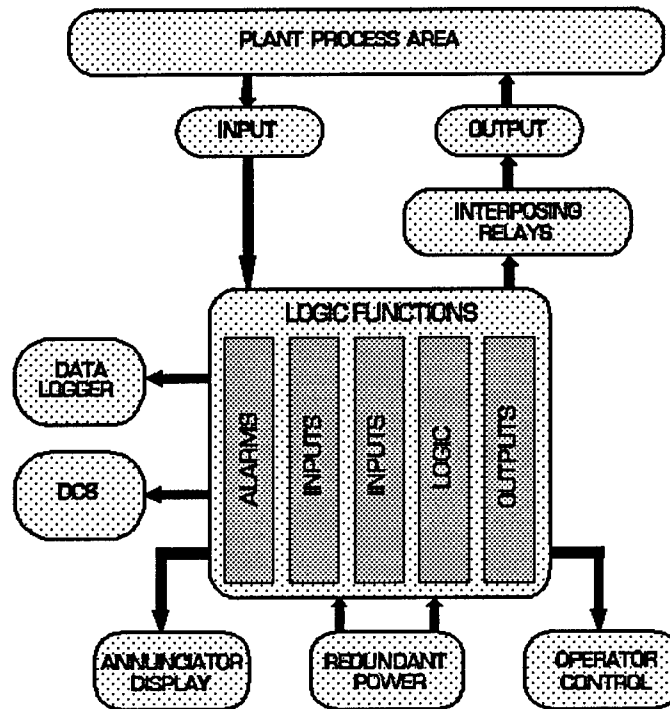 PLANT PROCESS AREA
INPUT
OUTPUT
INTERPOSING
RELAYS
LOGIC FUNCTIONS
ALARMS
INPUTS
INPUTS
LOGIC
OUTPUTS
DATA
LOGGER
DCS
ANNUNCIATOR
DISPLAY
REDUNDANT
POWER
OPERATOR
CONTROL